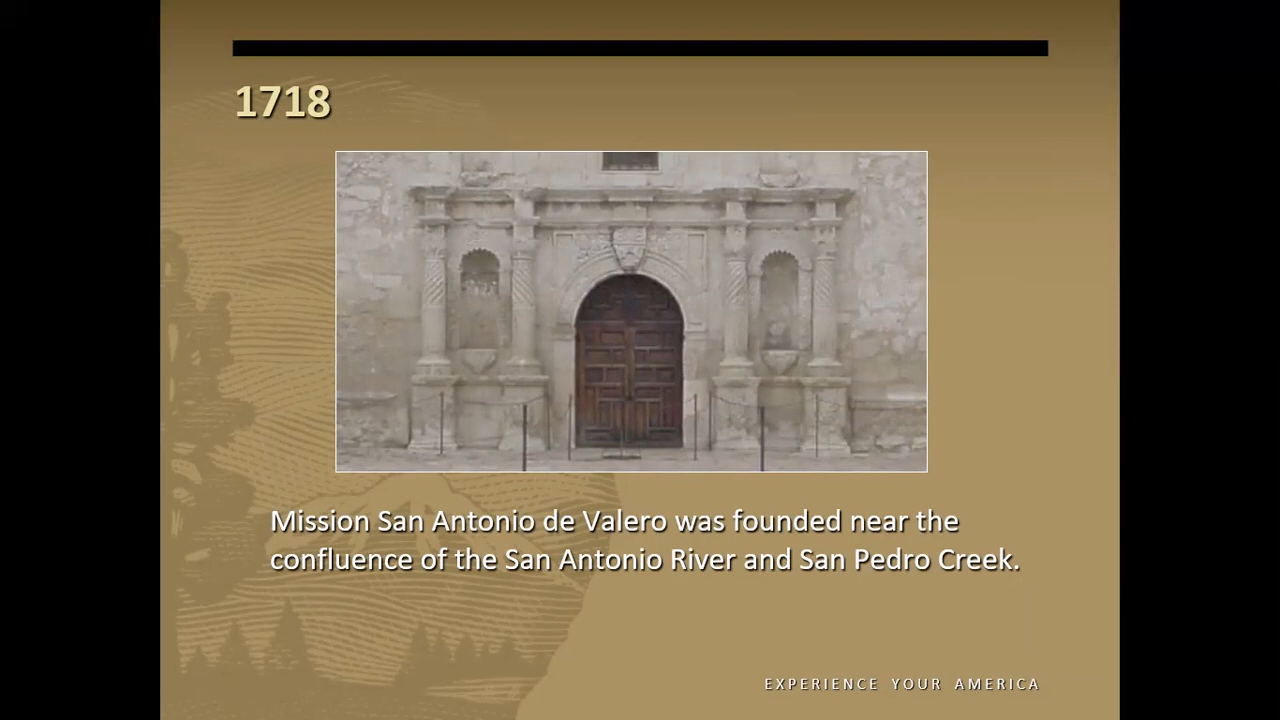 1718
Mission San Antonio de Valero was founded near the
confluence of the San Antonio River and San Pedro Creek.
EXPERIENCE YOUR AMERICA